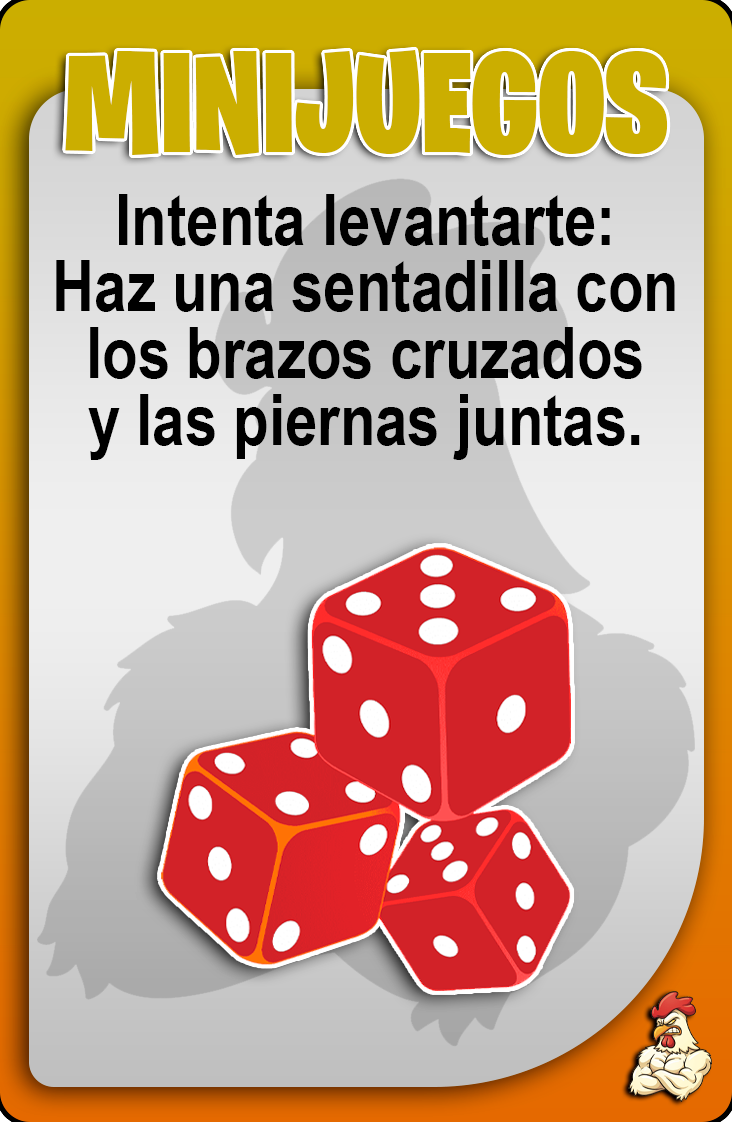 MINIJUEGOS
Intenta levantarte:
Haz una sentadilla con
los brazos cruzados
y las piernas juntas.